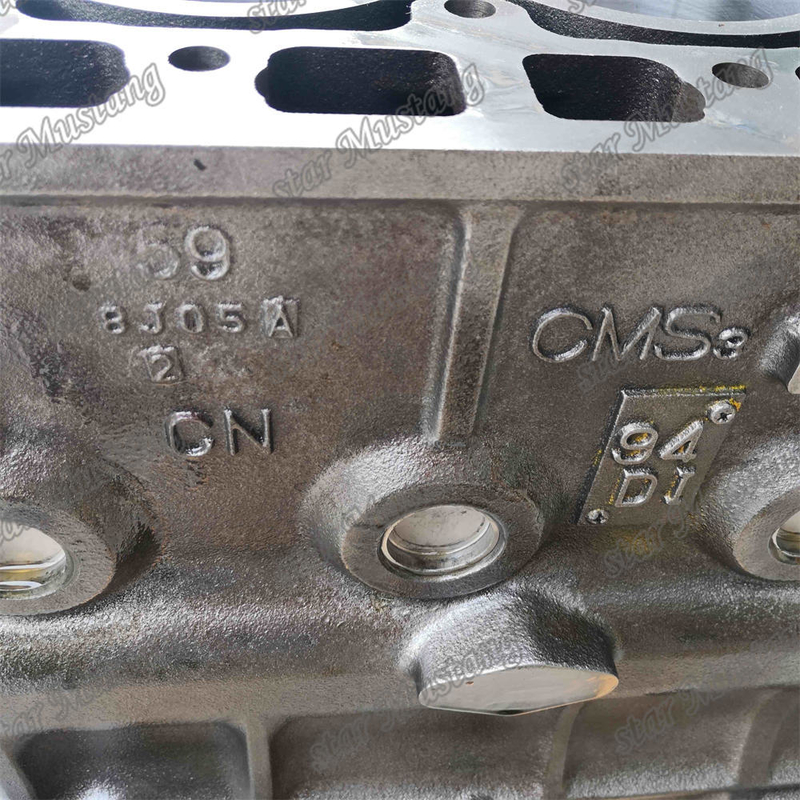 59
8J05A
2
CN
CMS3
94
DJ
star Mustang